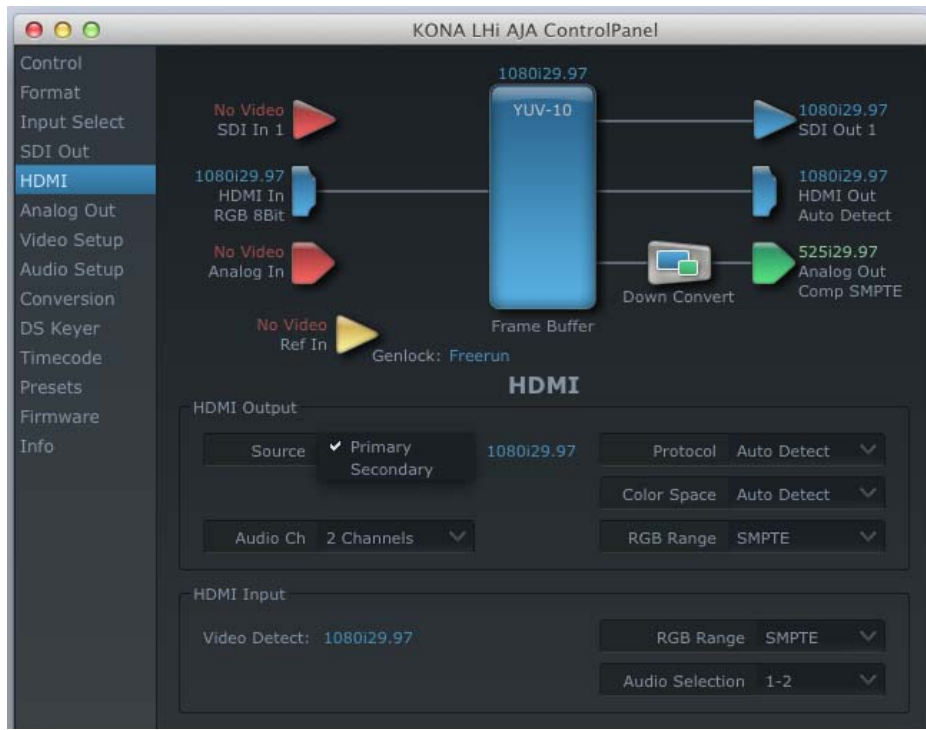 KONA LHi AJA ControlPanel
Control
Format
Input Select
SDI Out
HDMI
Analog Out
Video Setup
Audio Setup
Conversion
DS Keyer
Timecode
Presets
Firmware
Info
1080i29.97
YUV-10
No Video
SDI In 1
1080i29.97
SDI Out 1
1080i29.97
HDMI In
RGB 8Bit
1080i29.97
HDMI Out
Auto Detect
No Video
Analog In
Down Convert
525i29.97
Analog Out
Comp SMPTE
Frame Buffer
No Video
Ref In
Genlock: Freerun
HDMI
HDMI Output
Source
Primary
Secondary
1080i29.97
Protocol Auto Detect
Color Space Auto Detect
Audio Ch 2 Channels
RGB Range SMPTE
HDMI Input
Video Detect: 1080i29.97
RGB Range SMPTE
Audio Selection 1-2